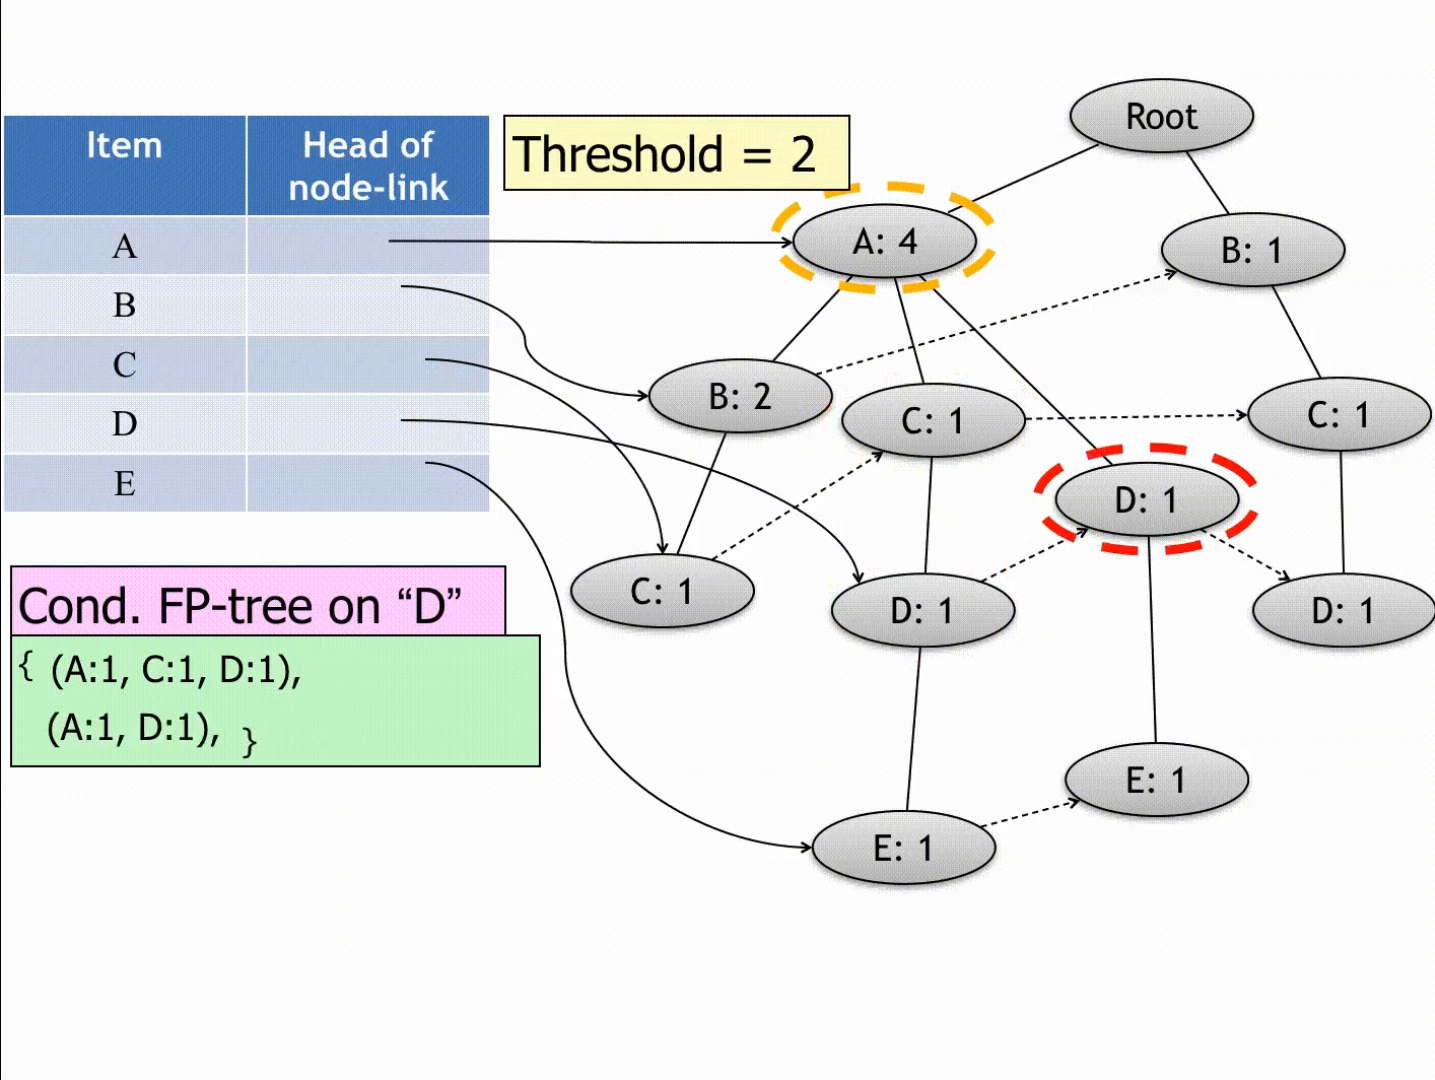 Item
Head of
node-link
A
B
C
D
E
Threshold = 2
Root
A: 4
B: 1
B: 2
C: 1
C: 1
D: 1
C: 1
D: 1
D: 1
E: 1
E: 1
Cond. FP-tree on “D”
{ (A:1, C:1, D:1),
(A:1, D:1), }